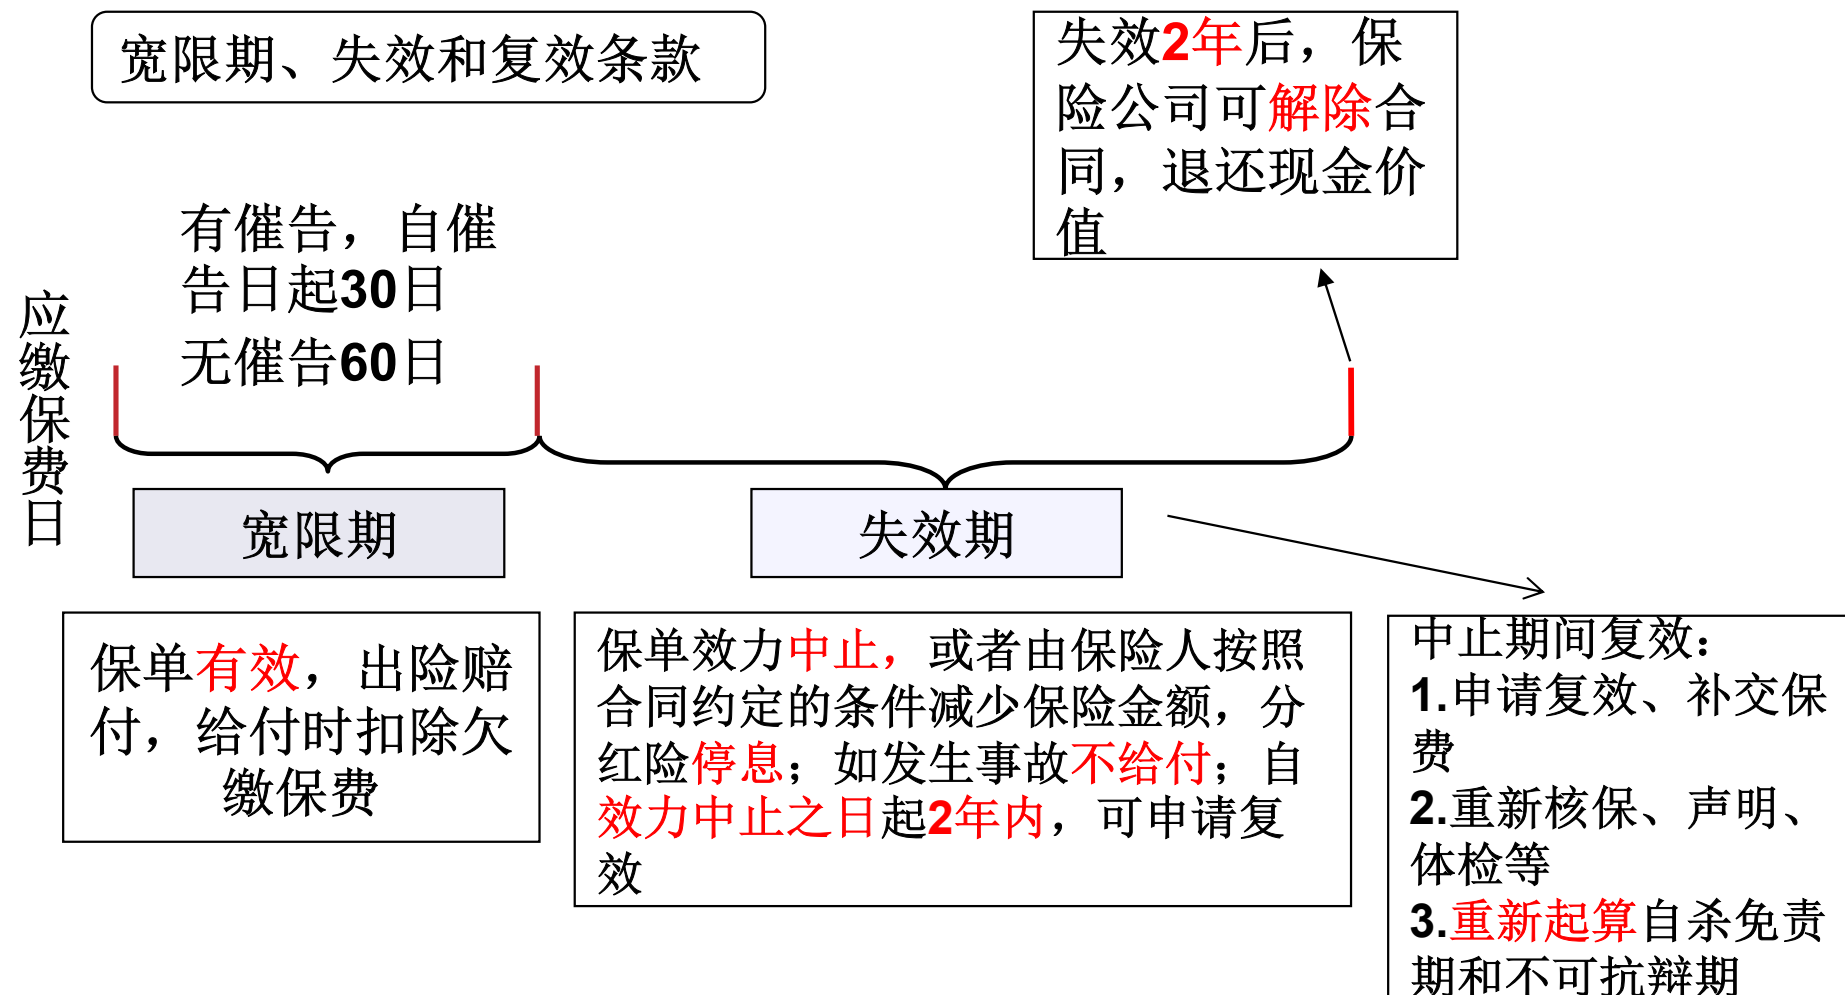 宽限期、失效和复效条款
失效2年后，保
险公司可解除合
同，退还现金价
值
有催告，自催
告日起30日
无催告60日
应缴保费日
宽限期
失效期
保单有效，出险赔
付，给付时扣除欠
缴保费
保单效力中止，或者由保险人按照
合同约定的条件减少保险金额，分
红险停息；如发生事故不给付；自
效力中止之日起2年内，可申请复
效
中止期间复效：
1.申请复效、补交保
费
2.重新核保、声明、
体检等
3.重新起算自杀免责
期和不可抗辩期